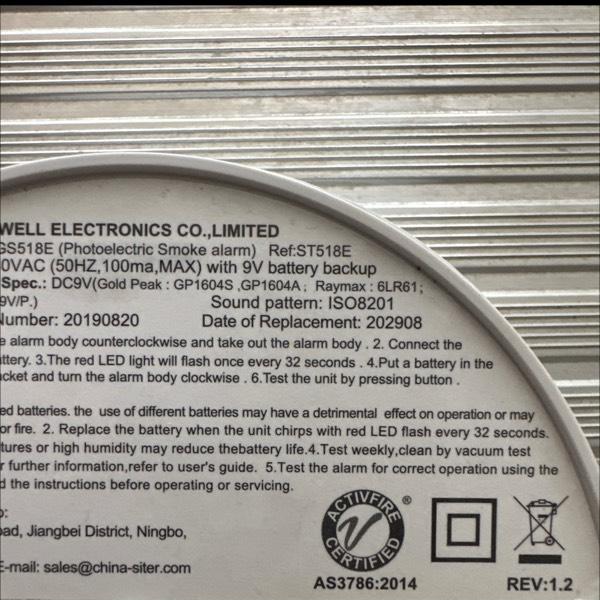 WELL ELECTRONICS CO.,LIMITED
GS518E (Photoelectric Smoke alarm) Ref:ST518E
0VAC (50HZ,100ma,MAX) with 9V battery backup
Spec.: DC9V(Gold Peak : GP1604S ,GP1604A ; Raymax : 6LR61;
9V/P.) Sound pattern: ISO8201
Number: 20190820 Date of Replacement: 202908
e alarm body counterclockwise and take out the alarm body . 2. Connect the
ttery. 3.The red LED light will flash once every 32 seconds . 4.Put a battery in the
cket and turn the alarm body clockwise . 6.Test the unit by pressing button .
ed batteries. the use of different batteries may have a detrimental effect on operation or may
or fire. 2. Replace the battery when the unit chirps with red LED flash every 32 seconds.
tures or high humidity may reduce thebattery life.4.Test weekly,clean by vacuum test
r further information,refer to user's guide. 5.Test the alarm for correct operation using the
d the instructions before operating or servicing.
o:
oad, Jiangbei District, Ningbo,
E-mail: sales@china-siter.com
ACTIVFIRE ®
CERTIFIED
AS3786:2014 REV:1.2